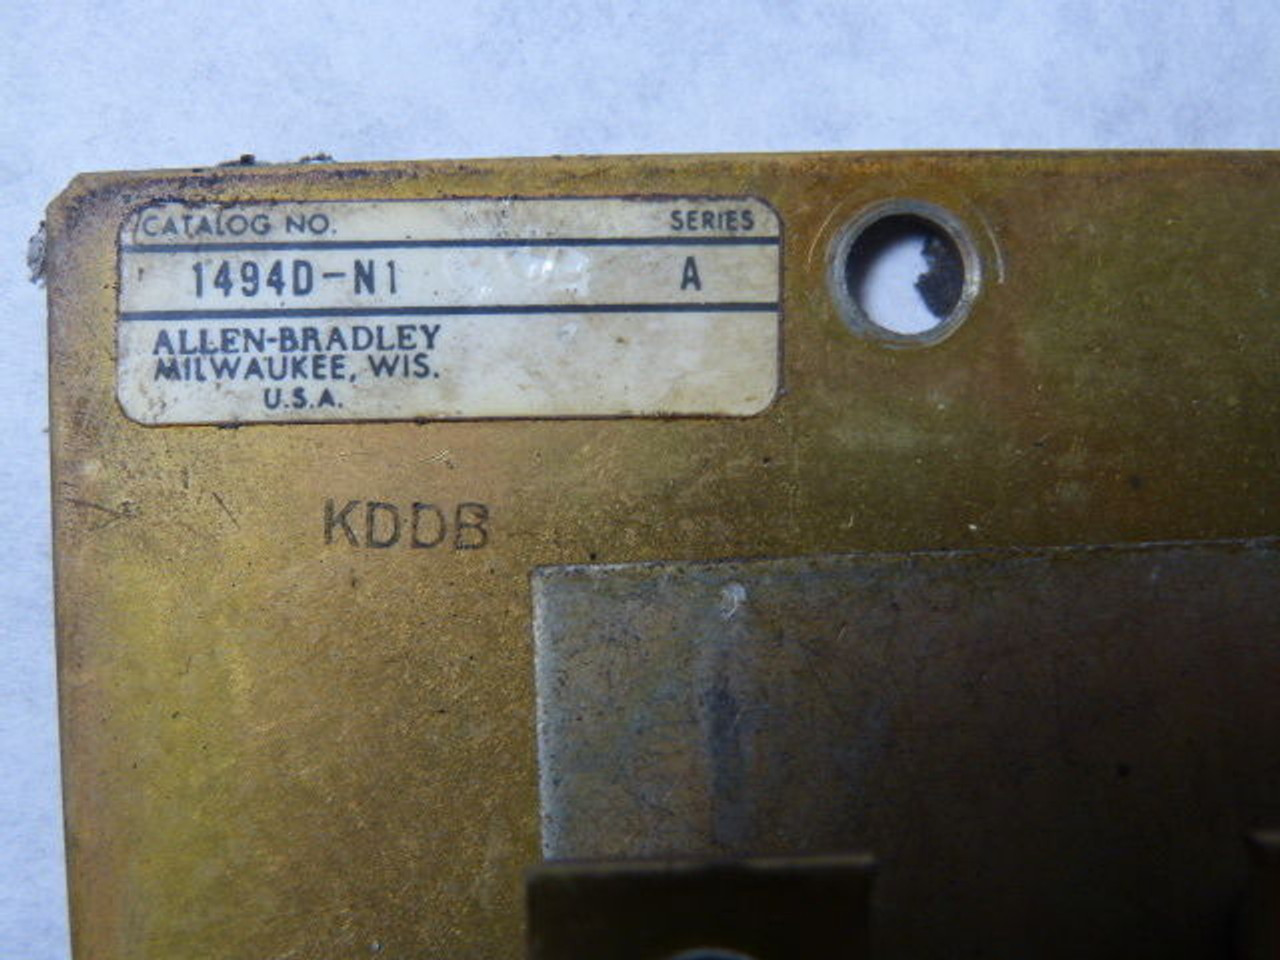 CATALOG NO. SERIES
1494D-N1 A
ALLEN-BRADLEY
MILWAUKEE, WIS.
U.S.A.
KDDB